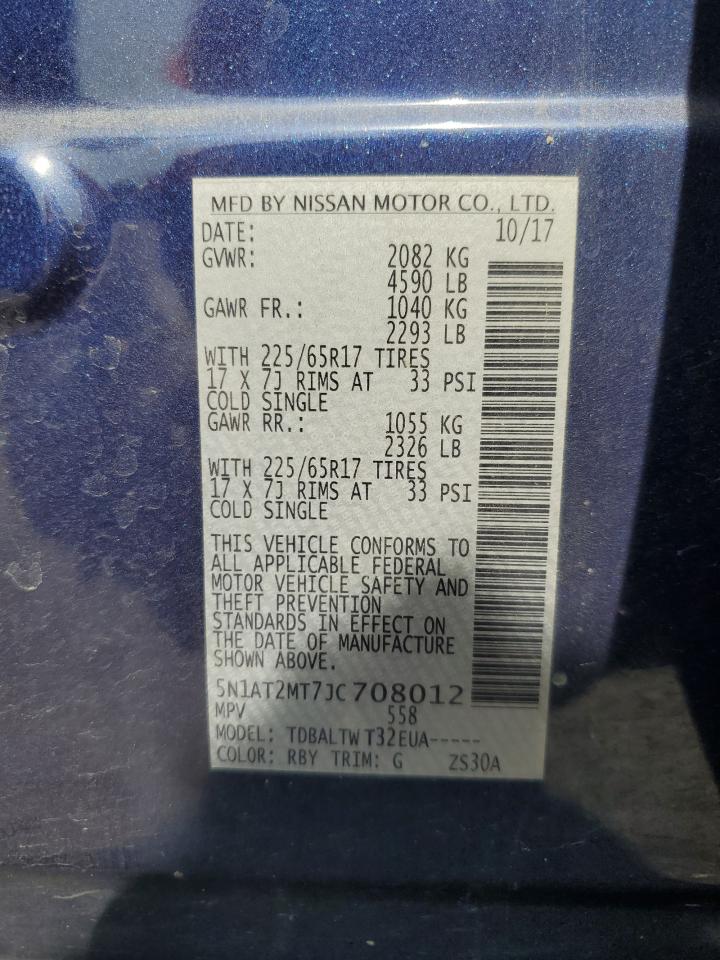 MFD BY NISSAN MOTOR CO., LTD.
DATE: 10/17
GVWR: 2082 KG
4590 LB
GAWR FR.: 1040 KG
2293 LB
WITH 225/65R17 TIRES
17 X 7J RIMS AT 33 PSI
COLD SINGLE
GAWR RR.: 1055 KG
2326 LB
WITH 225/65R17 TIRES
17 X 7J RIMS AT 33 PSI
COLD SINGLE
THIS VEHICLE CONFORMS TO
ALL APPLICABLE FEDERAL
MOTOR VEHICLE SAFETY AND
THEFT PREVENTION
STANDARDS IN EFFECT ON
THE DATE OF MANUFACTURE
SHOWN ABOVE.
5N1AT2MT7JC708012
MPV 558
MODEL: TDBALTW T32EUA-----
COLOR: RBY TRIM: G ZS30A